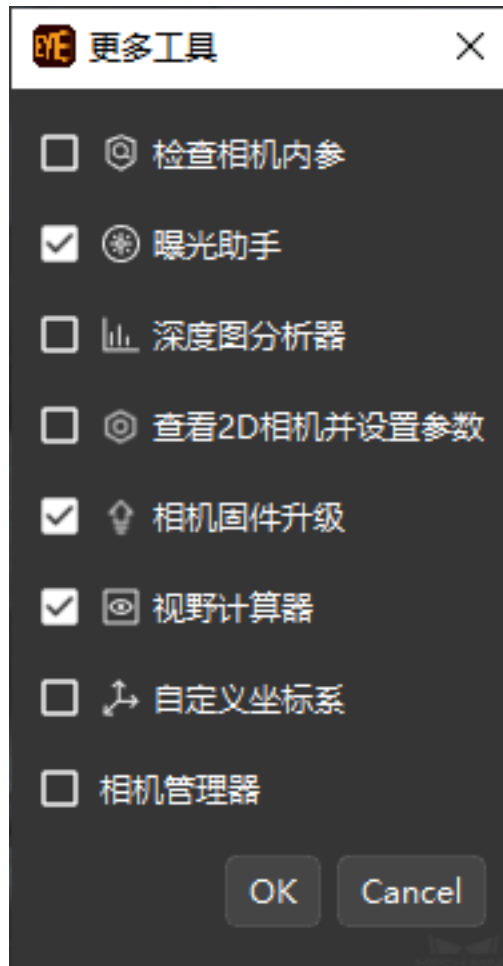 EYE 更多工具
检查相机内参
曝光助手
深度图分析器
查看2D相机并设置参数
相机固件升级
视野计算器
自定义坐标系
相机管理器
OK Cancel